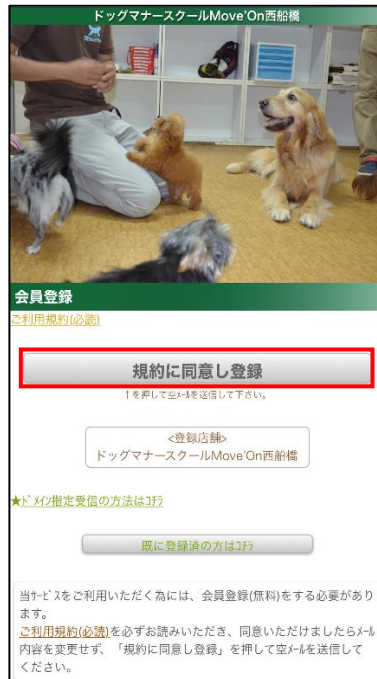 ドッグマナースクールMove'On西船橋
会員登録
ご利用規約(必読)
規約に同意し登録
↑を押して空ﾒｰﾙを送信して下さい。
<登録店舗>
ドッグマナースクールMove'On西船橋
★ﾄﾞﾒｲﾝ指定受信の方法はｺﾁﾗ
既に登録済の方はｺﾁﾗ
当ｻｰﾋﾞｽをご利用いただく為には、会員登録(無料)をする必要があり
ます。
ご利用規約(必読)を必ずお読みいただき、同意いただけましたらﾒｰﾙ
内容を変更せず、「規約に同意し登録」を押して空ﾒｰﾙを送信して
ください。